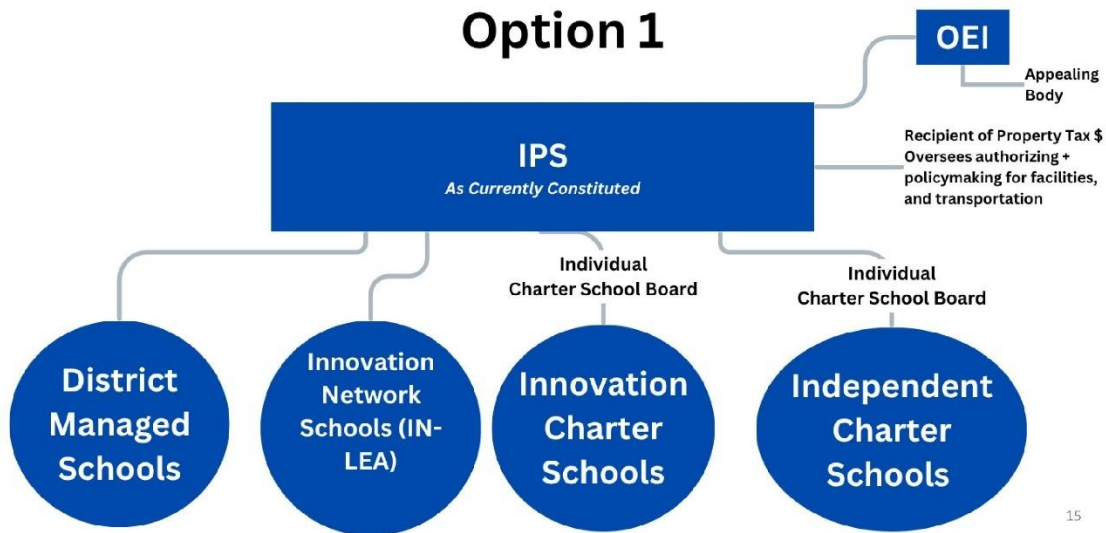 Option 1
OEI
Appealing
Body
IPS
As Currently Constituted
Recipient of Property Tax $
Oversees authorizing +
policymaking for facilities,
and transportation
Individual
Charter School Board
Individual
Charter School Board
District
Managed
Schools
Innovation
Network
Schools (IN-
LEA)
Innovation
Charter
Schools
Independent
Charter
Schools
15